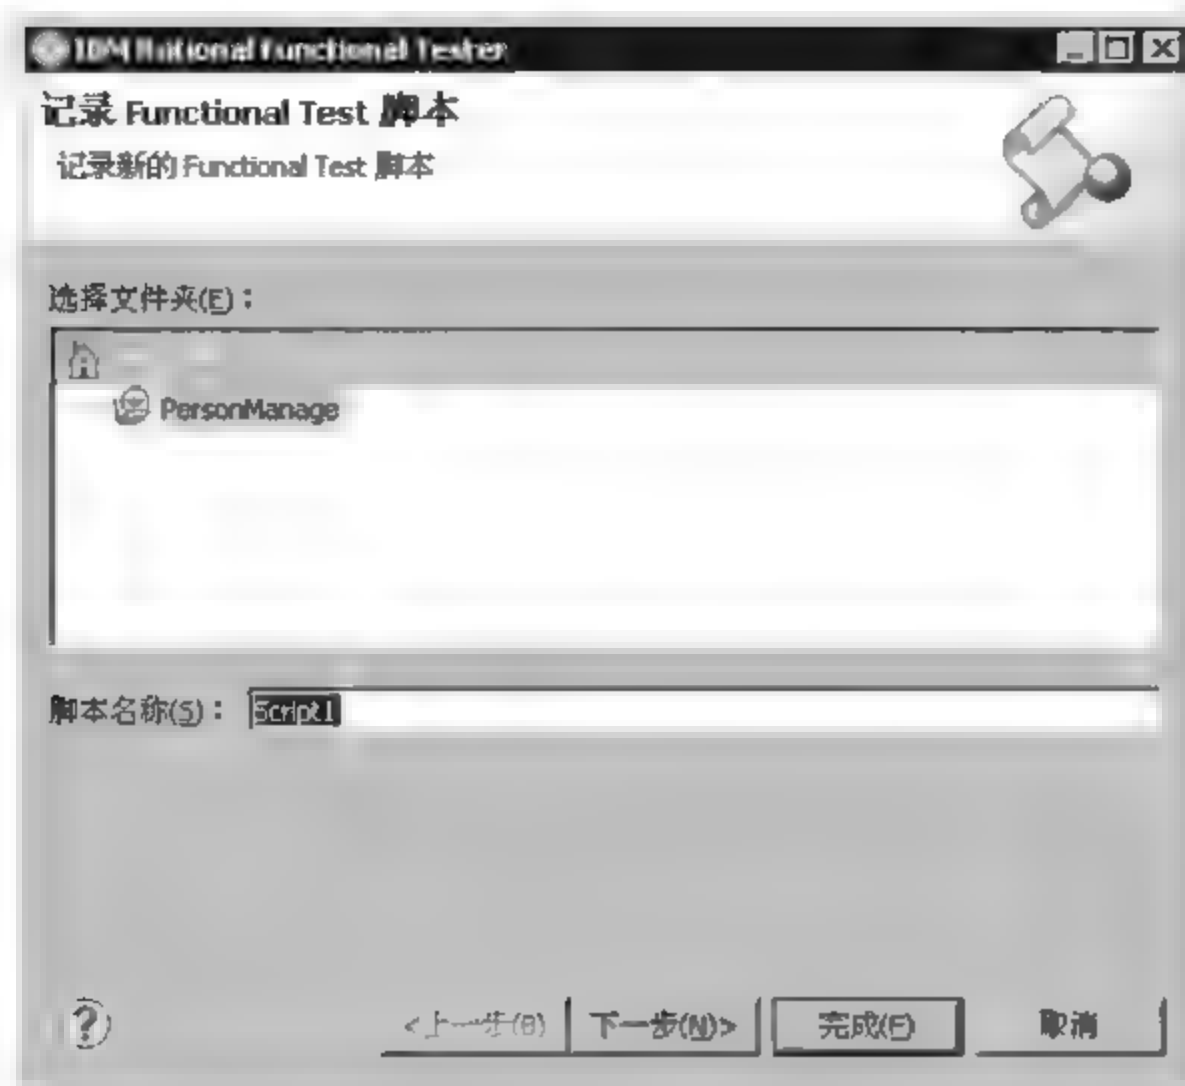 IBM Rational Functional Tester
记录 Functional Test 脚本
记录新的 Functional Test 脚本
选择文件夹(F)：
PersonManage
脚本名称(S)： Script1
<上一步(B) 下一步(N)> 完成(F) 取消